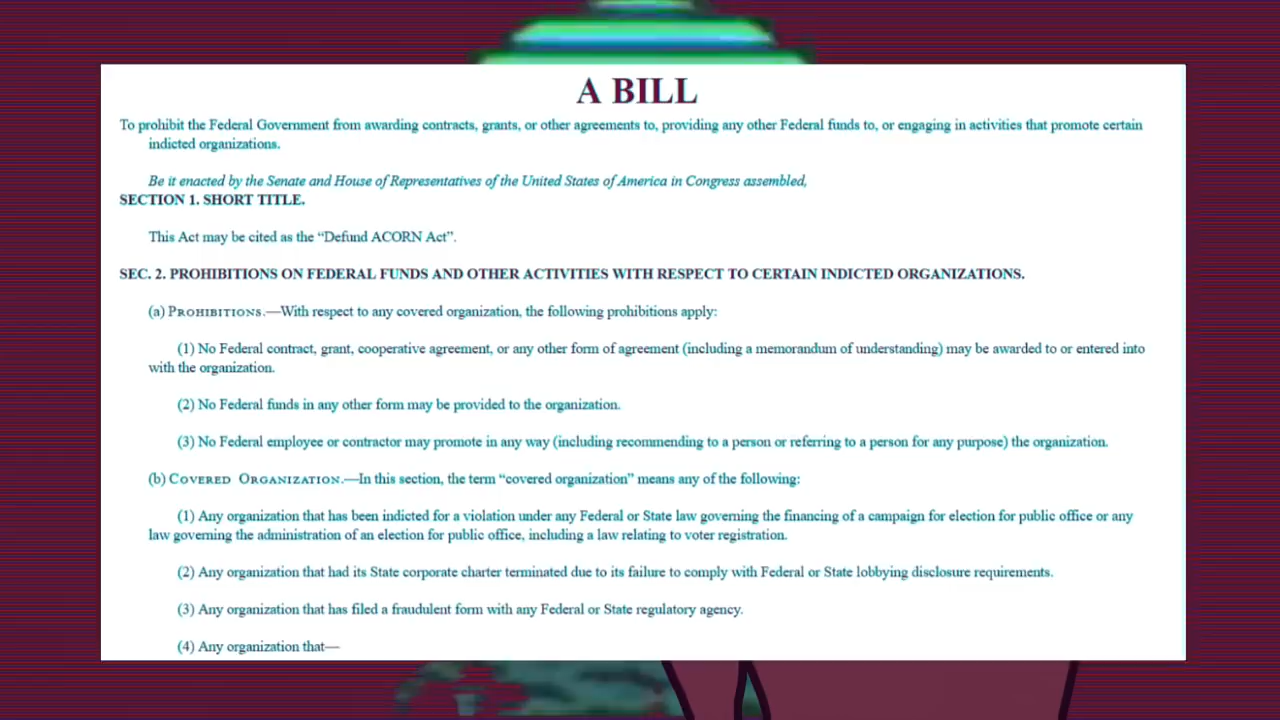 A BILL
To prohibit the Federal Government from awarding contracts, grants, or other agreements to, providing any other Federal funds to, or engaging in activities that promote certain
indicted organizations.
Be it enacted by the Senate and House of Representatives of the United States of America in Congress assembled,
SECTION 1. SHORT TITLE.
This Act may be cited as the “Defund ACORN Act”.
SEC. 2. PROHIBITIONS ON FEDERAL FUNDS AND OTHER ACTIVITIES WITH RESPECT TO CERTAIN INDICTED ORGANIZATIONS.
(a) PROHIBITIONS.—With respect to any covered organization, the following prohibitions apply:
(1) No Federal contract, grant, cooperative agreement, or any other form of agreement (including a memorandum of understanding) may be awarded to or entered into
with the organization.
(2) No Federal funds in any other form may be provided to the organization.
(3) No Federal employee or contractor may promote in any way (including recommending to a person or referring to a person for any purpose) the organization.
(b) COVERED ORGANIZATION.—In this section, the term “covered organization” means any of the following:
(1) Any organization that has been indicted for a violation under any Federal or State law governing the financing of a campaign for election for public office or any
law governing the administration of an election for public office, including a law relating to voter registration.
(2) Any organization that had its State corporate charter terminated due to its failure to comply with Federal or State lobbying disclosure requirements.
(3) Any organization that has filed a fraudulent form with any Federal or State regulatory agency.
(4) Any organization that—